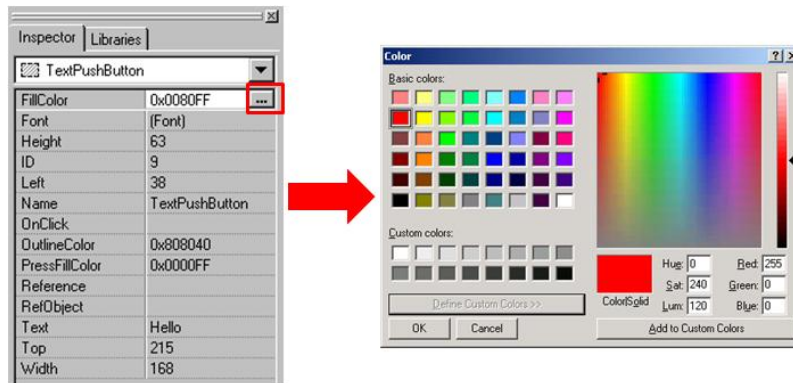 Inspector Libraries
TextPushButton
FillColor 0x0080FF ...
Font (Font)
Height 63
ID 9
Left 38
Name TextPushButton
OnClick
OutlineColor 0x808040
PressFillColor 0x0000FF
Reference
RefObject
Text Hello
Top 215
Width 168
Color
Basic colors:
Custom colors:
Define Custom Colors >>
OK Cancel
Color|Solid
Hue: 0 Red: 255
Sat: 240 Green: 0
Lum: 120 Blue: 0
Add to Custom Colors